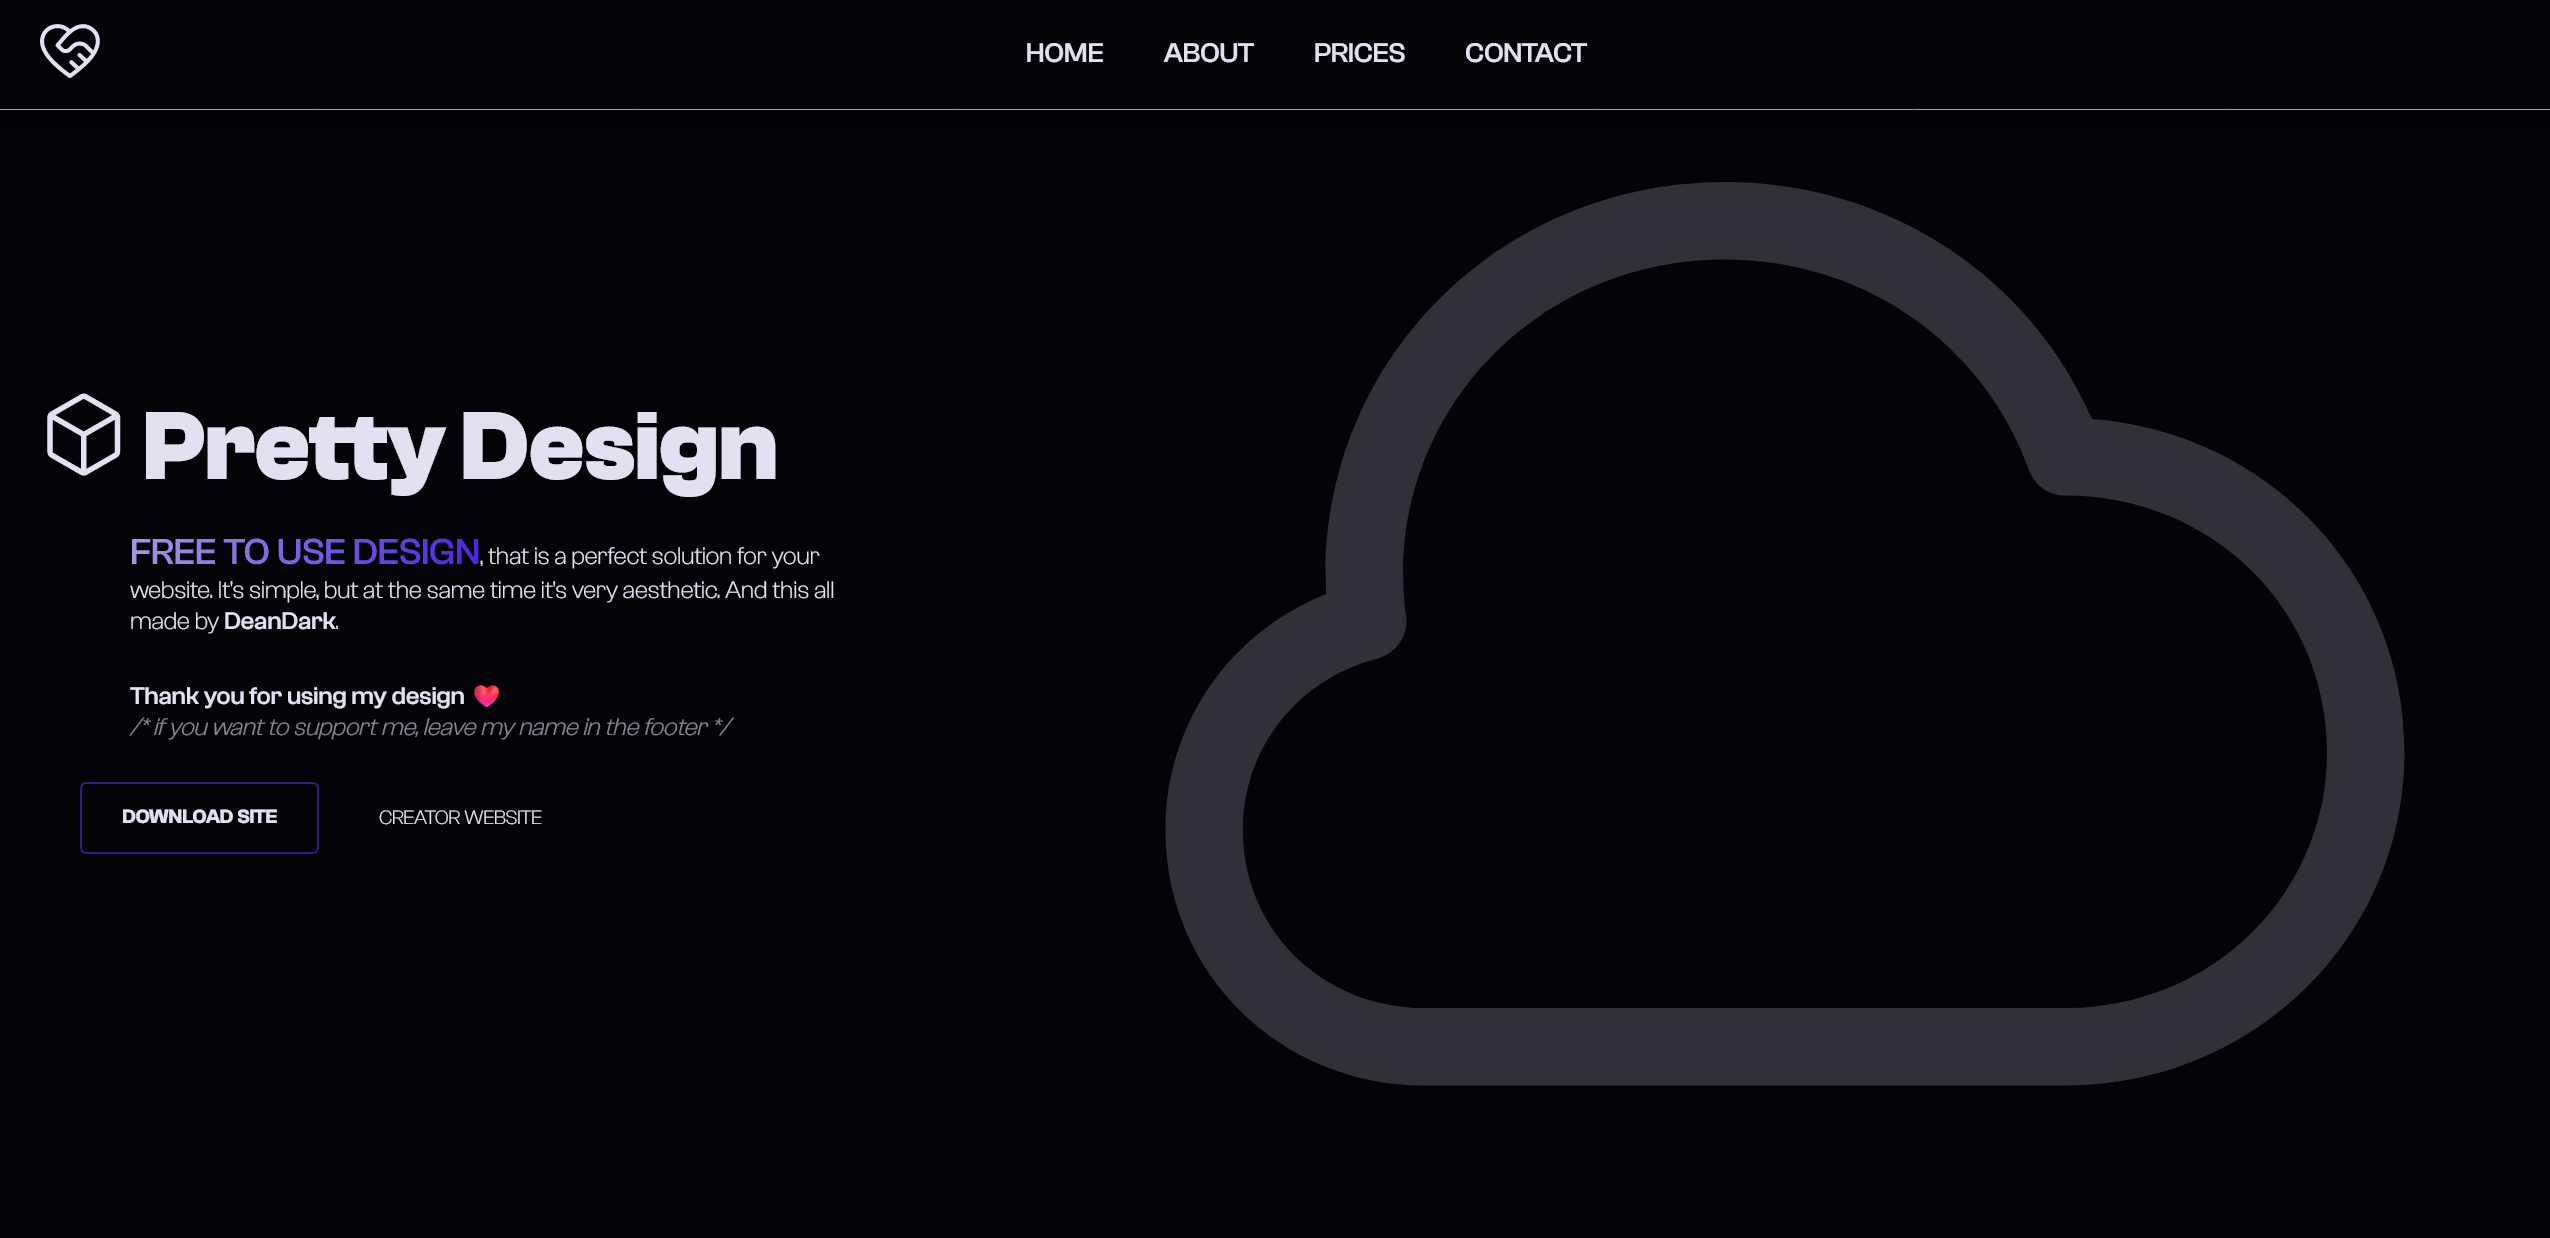 HOME ABOUT PRICES CONTACT
Pretty Design
FREE TO USE DESIGN, that is a perfect solution for your
website. It's simple, but at the same time it's very aesthetic. And this all
made by DeanDark.
Thank you for using my design ❤️
/* if you want to support me, leave my name in the footer */
DOWNLOAD SITE CREATOR WEBSITE